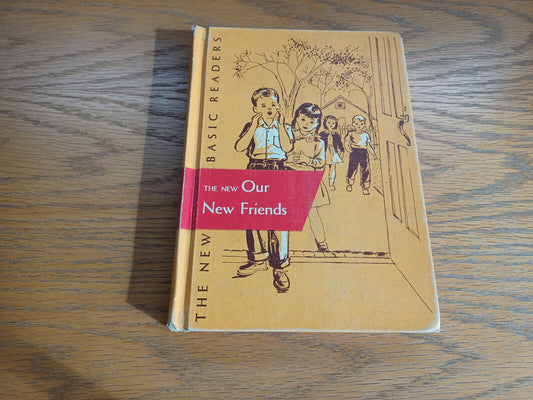 THE NEW BASIC READERS
THE NEW Our
New Friends